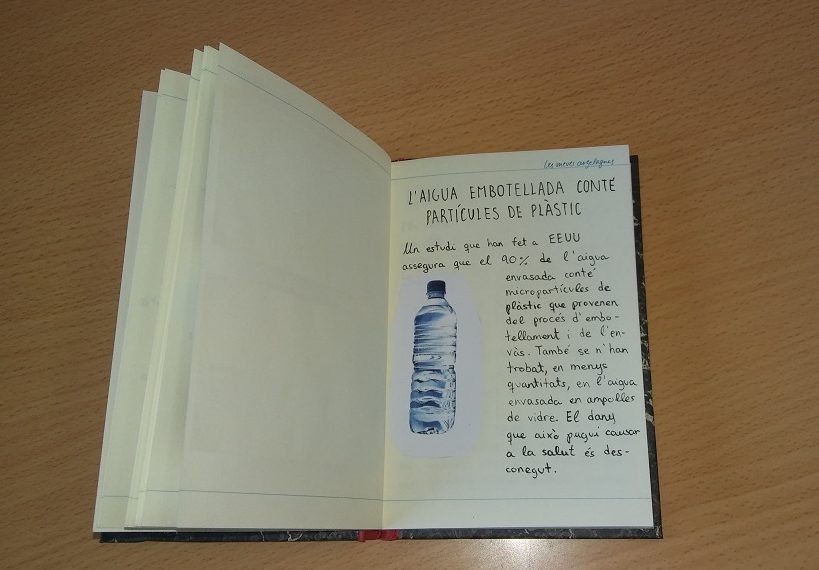 Les meves
L'AIGUA EMBOTELLADA CONTÉ
PARTÍCULES DE PLÀSTIC
Un estudi que han fet a EEUU
assegura que el 90% de l'aigua
envasada conté
micropartícules de
plàstic que provenen
del procés d'embo-
tellament i de l'en-
vàs. També se n'han
trobat, en menys
quantitats, en l'aigua
envasada en ampolles
de vidre. El dany
que això pugui causar
a la salut és des-
conegut.